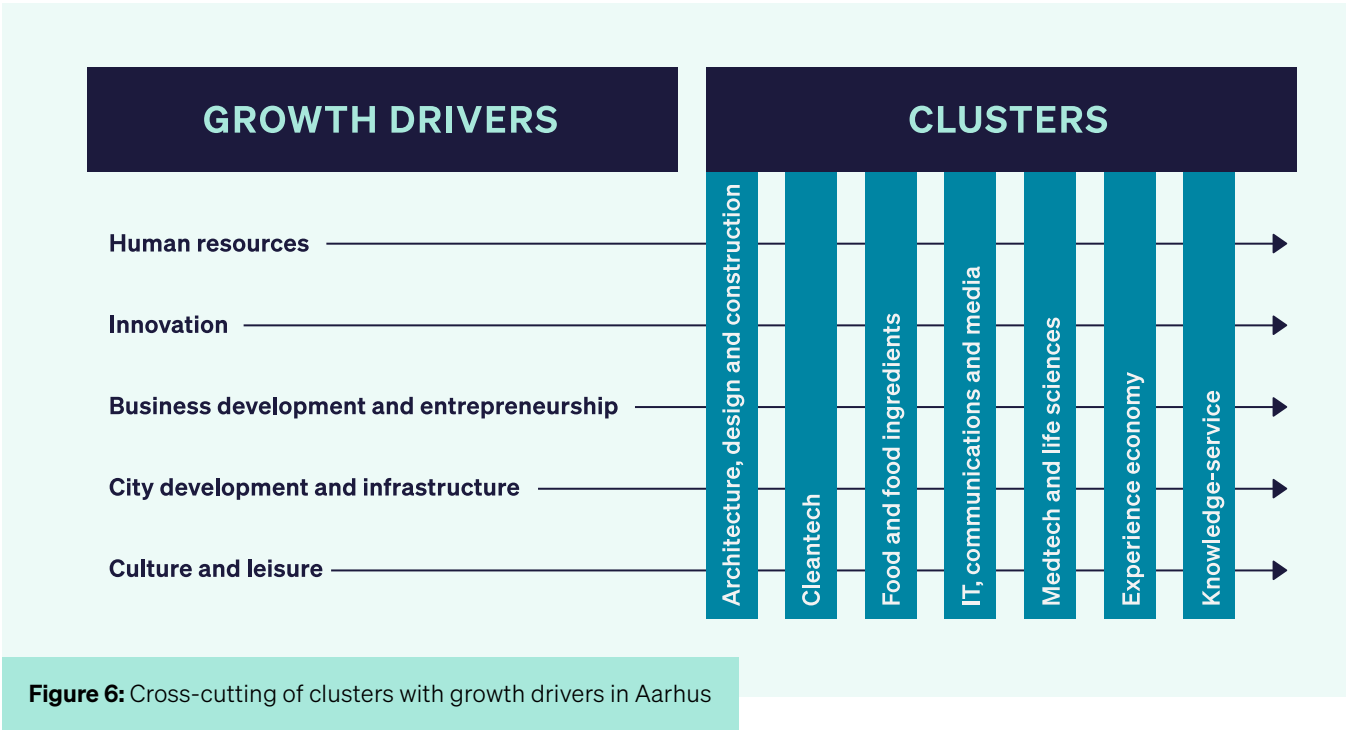 GROWTH DRIVERS
CLUSTERS
Human resources
Innovation
Business development and entrepreneurship
City development and infrastructure
Culture and leisure
Architecture, design and construction
Cleantech
Food and food ingredients
IT, communications and media
Medtech and life sciences
Experience economy
Knowledge-service
Figure 6: Cross-cutting of clusters with growth drivers in Aarhus